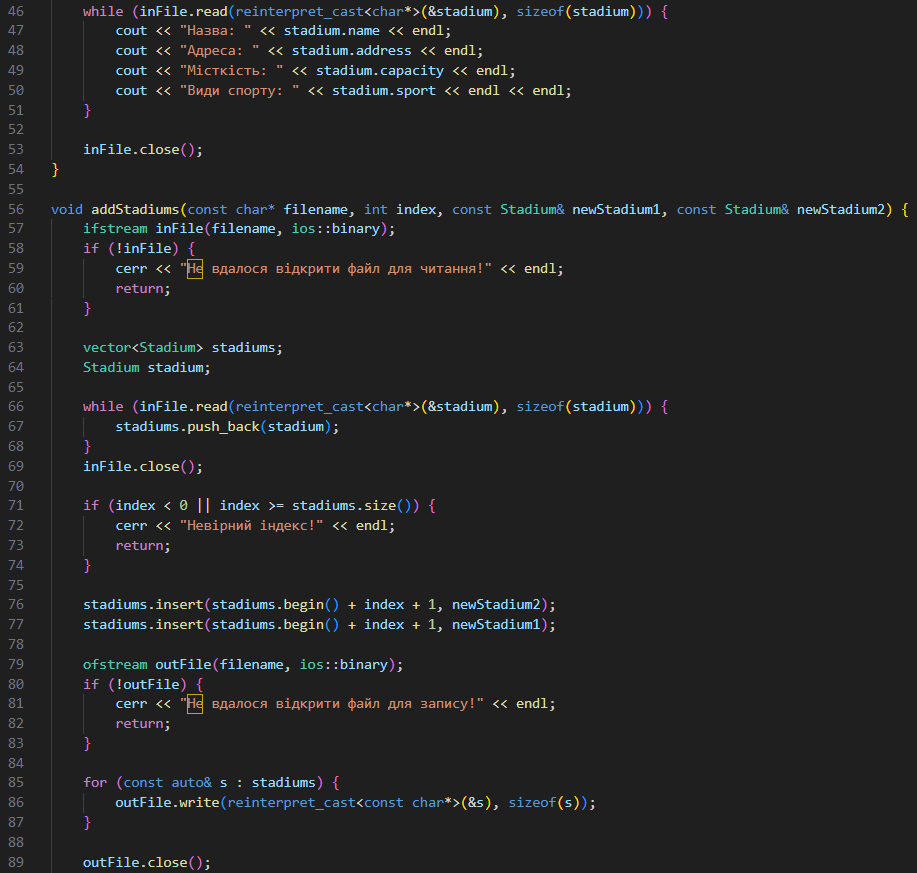 46 while (inFile.read(reinterpret_cast<char*>(&stadium), sizeof(stadium))) {
47 cout << "Назва: " << stadium.name << endl;
48 cout << "Адреса: " << stadium.address << endl;
49 cout << "Місткість: " << stadium.capacity << endl;
50 cout << "Види спорту: " << stadium.sport << endl << endl;
51 }
52
53 inFile.close();
54 }
55
56 void addStadiums(const char* filename, int index, const Stadium& newStadium1, const Stadium& newStadium2) {
57 ifstream inFile(filename, ios::binary);
58 if (!inFile) {
59 cerr << "Не вдалося відкрити файл для читання!" << endl;
60 return;
61 }
62
63 vector<Stadium> stadiums;
64 Stadium stadium;
65
66 while (inFile.read(reinterpret_cast<char*>(&stadium), sizeof(stadium))) {
67 stadiums.push_back(stadium);
68 }
69 inFile.close();
70
71 if (index < 0 || index >= stadiums.size()) {
72 cerr << "Невірний індекс!" << endl;
73 return;
74 }
75
76 stadiums.insert(stadiums.begin() + index + 1, newStadium2);
77 stadiums.insert(stadiums.begin() + index + 1, newStadium1);
78
79 ofstream outFile(filename, ios::binary);
80 if (!outFile) {
81 cerr << "Не вдалося відкрити файл для запису!" << endl;
82 return;
83 }
84
85 for (const auto& s : stadiums) {
86 outFile.write(reinterpret_cast<const char*>(&s), sizeof(s));
87 }
88
89 outFile.close();